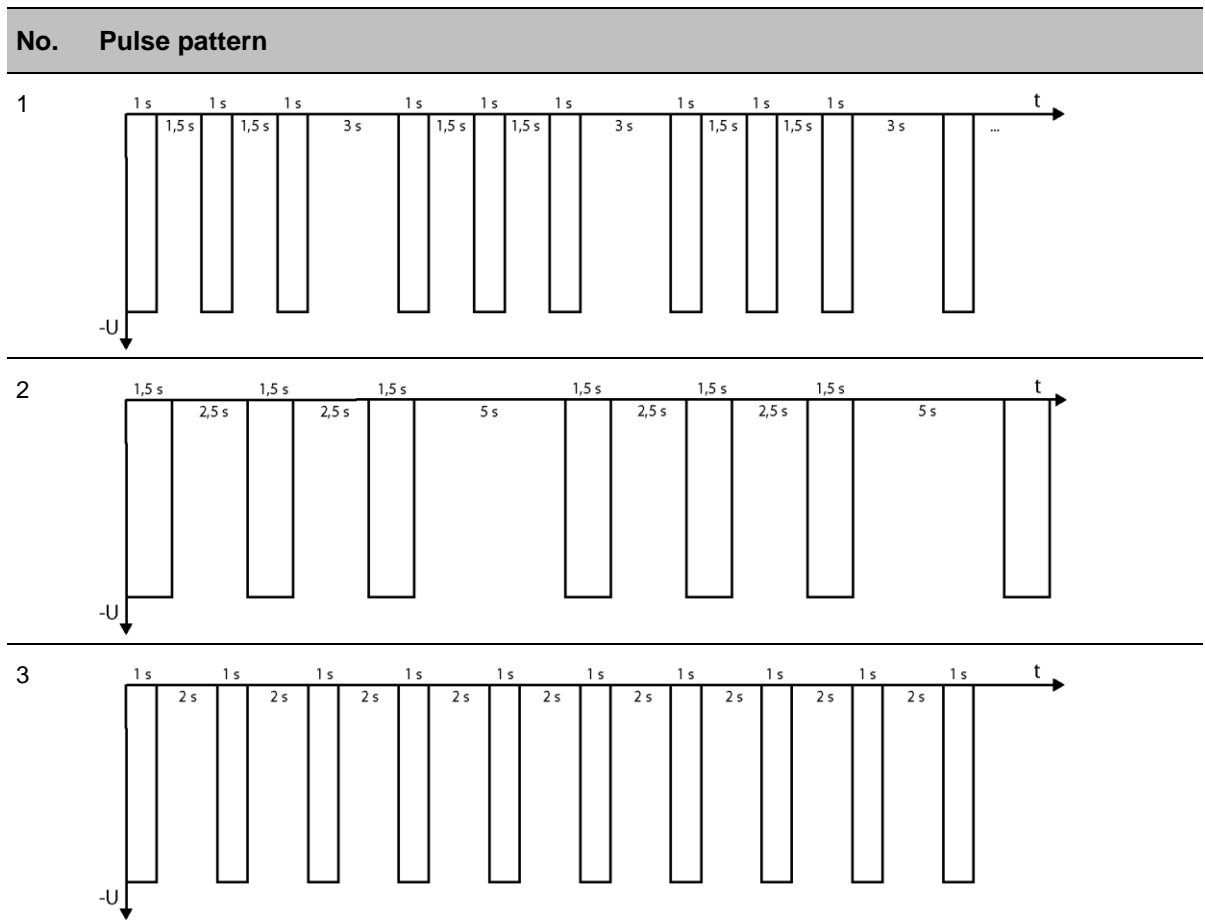 No. Pulse pattern
1
1 s 1 s 1 s 1 s 1 s 1 s 1 s 1 s 1 s t
1,5 s 1,5 s 3 s 1,5 s 1,5 s 3 s 1,5 s 1,5 s 3 s ...
-U
2
1,5 s 1,5 s 1,5 s 1,5 s 1,5 s 1,5 s t
2,5 s 2,5 s 5 s 2,5 s 2,5 s 5 s
-U
3
1 s 1 s 1 s 1 s 1 s 1 s 1 s 1 s 1 s 1 s t
2 s 2 s 2 s 2 s 2 s 2 s 2 s 2 s 2 s
-U